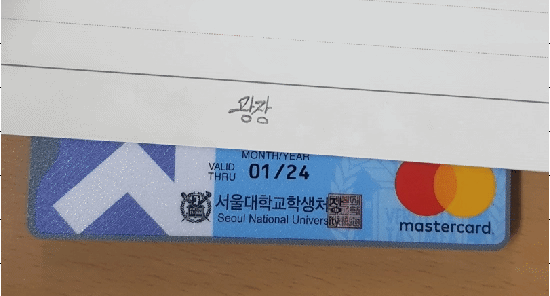 광장
MONTH/YEAR
VALID
THRU 01/24
서울대학교학생처장
Seoul National University
mastercard